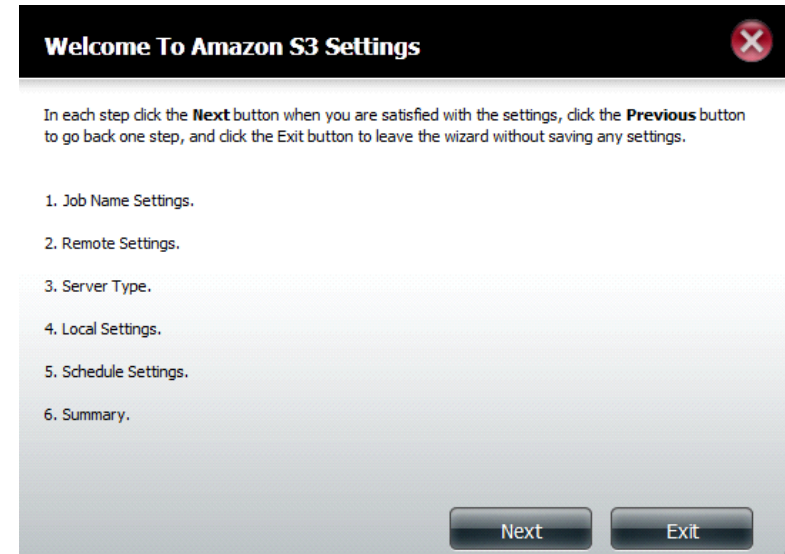 Welcome To Amazon S3 Settings
In each step click the Next button when you are satisfied with the settings, click the Previous button
to go back one step, and click the Exit button to leave the wizard without saving any settings.
1. Job Name Settings.
2. Remote Settings.
3. Server Type.
4. Local Settings.
5. Schedule Settings.
6. Summary.
Next
Exit